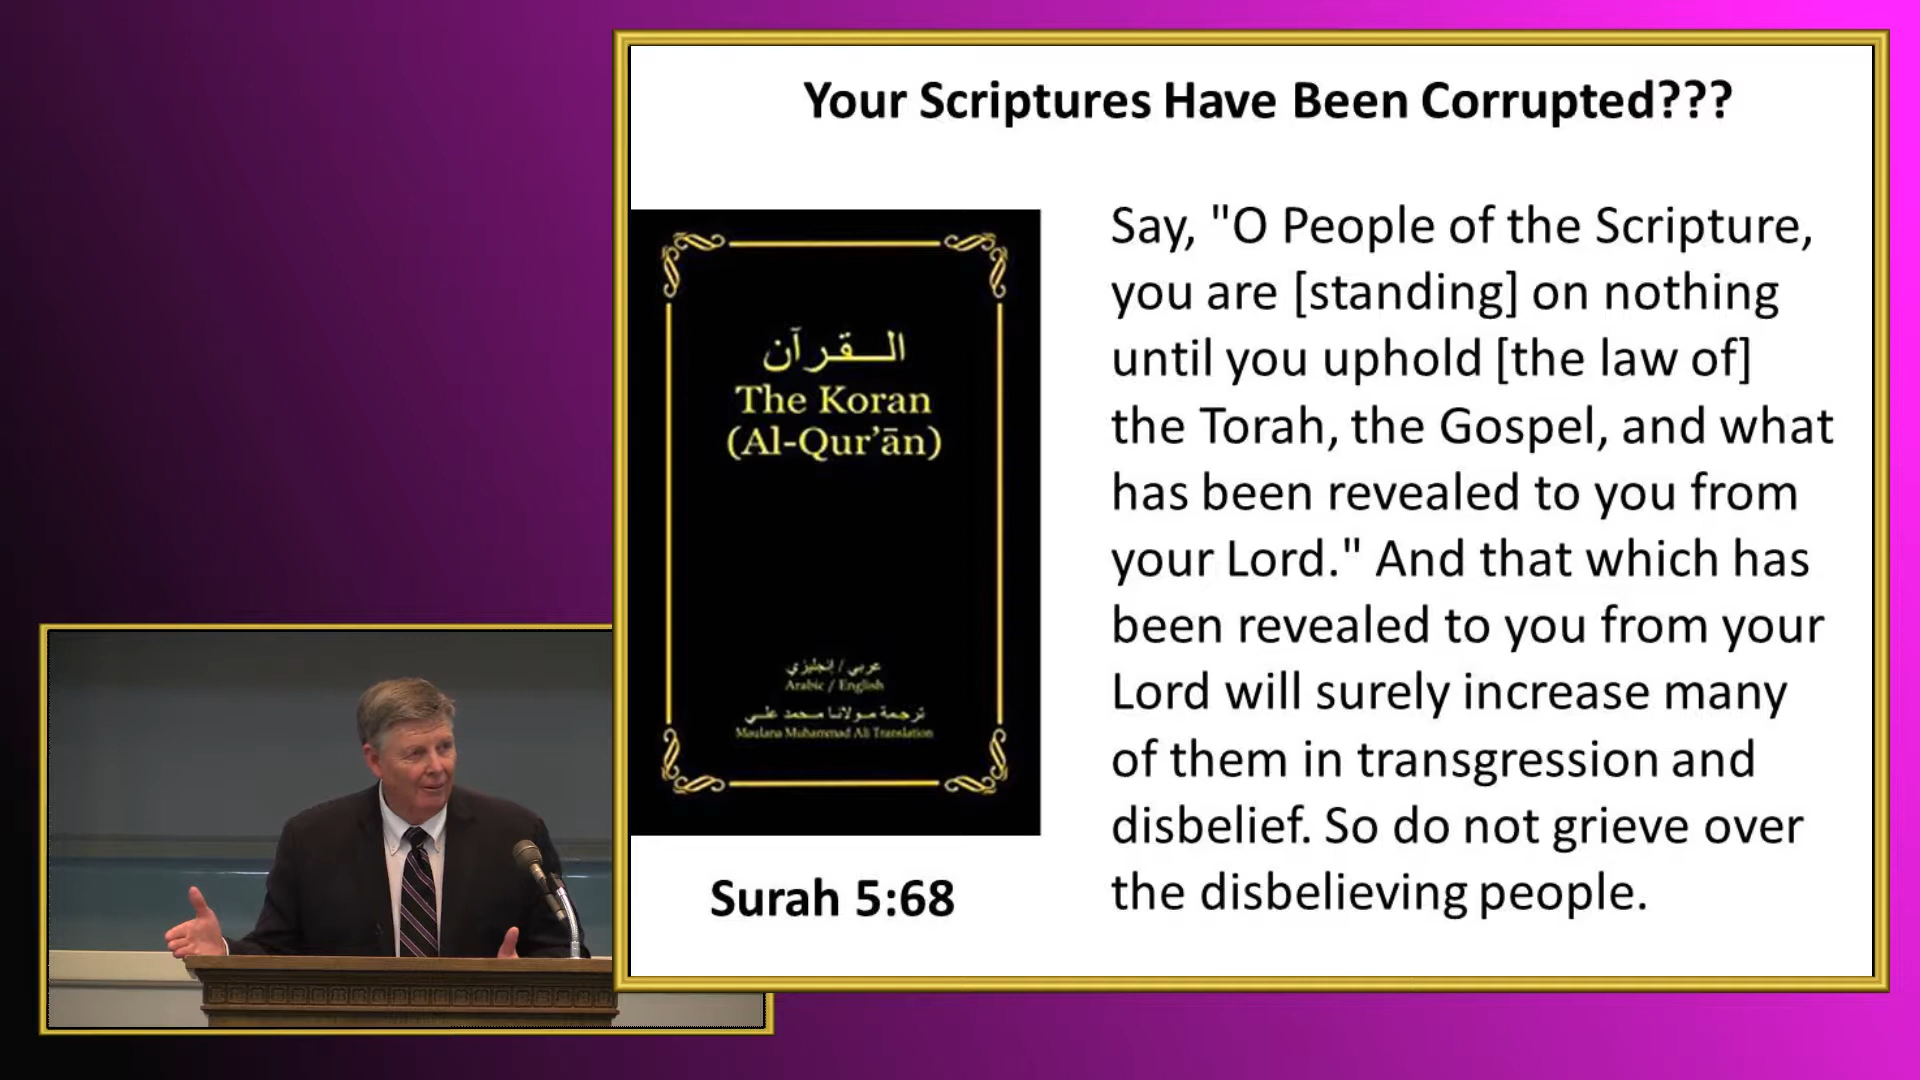 Your Scriptures Have Been Corrupted???
القرآن
The Koran
(Al-Qur’ān)
عربي / إنجليزي
Arabic / English
ترجمة مولانا محمد علي
Maulana Muhammad Ali Translation
Surah 5:68
Say, "O People of the Scripture,
you are [standing] on nothing
until you uphold [the law of]
the Torah, the Gospel, and what
has been revealed to you from
your Lord." And that which has
been revealed to you from your
Lord will surely increase many
of them in transgression and
disbelief. So do not grieve over
the disbelieving people.